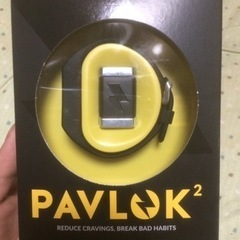 PAVLOK²
REDUCE CRAVINGS, BREAK BAD HABITS